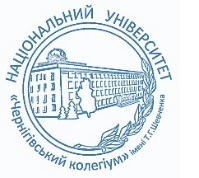 НАЦІОНАЛЬНИЙ УНІВЕРСИТЕТ
«Чернігівський колегіум» імені Т.Г.Шевченка